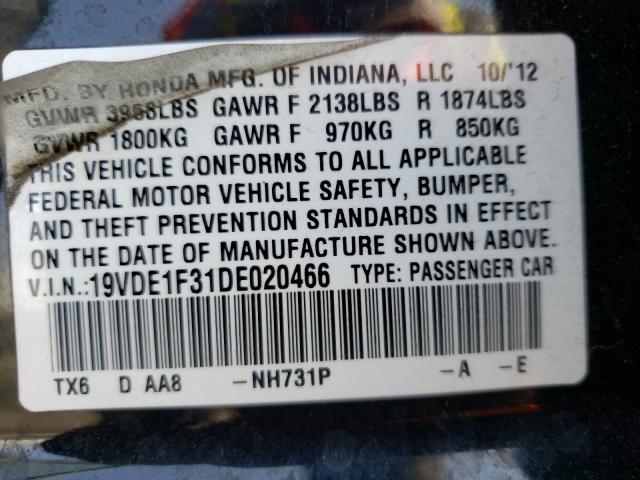 MFD. BY HONDA MFG. OF INDIANA, LLC 10/'12
GVWR 3968LBS GAWR F 2138LBS R 1874LBS
GVWR 1800KG GAWR F 970KG R 850KG
THIS VEHICLE CONFORMS TO ALL APPLICABLE
FEDERAL MOTOR VEHICLE SAFETY, BUMPER,
AND THEFT PREVENTION STANDARDS IN EFFECT
ON THE DATE OF MANUFACTURE SHOWN ABOVE.
V.I.N.:19VDE1F31DE020466 TYPE: PASSENGER CAR
TX6 D AA8 -NH731P -A -E